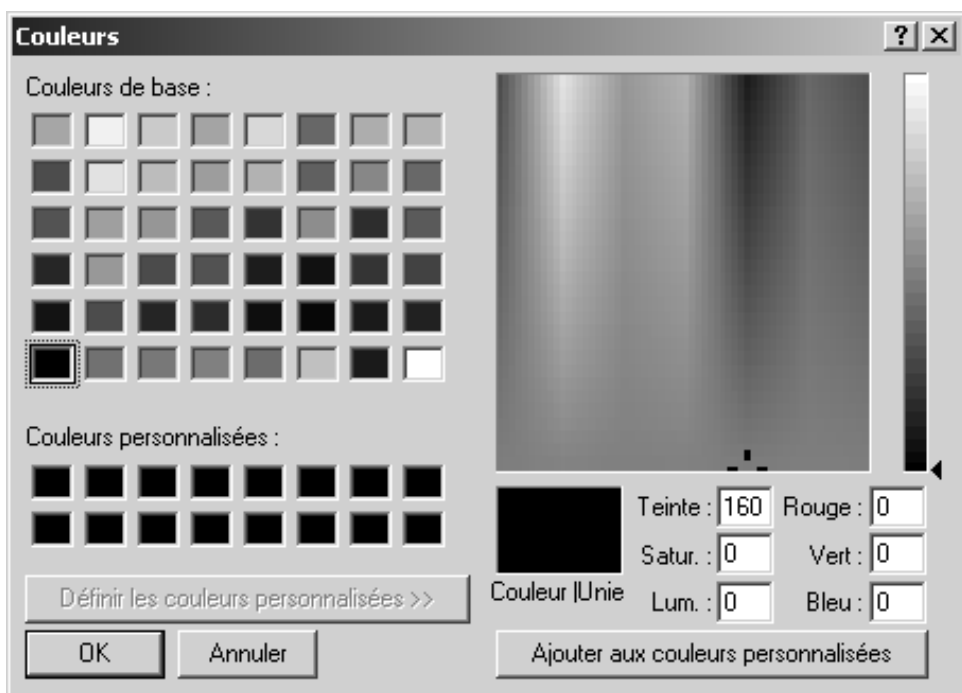 Couleurs
Couleurs de base :
Couleurs personnalisées :
Définir les couleurs personnalisées >>
OK
Annuler
Couleur |Unie
Teinte : 160
Rouge : 0
Satur. : 0
Vert : 0
Lum. : 0
Bleu : 0
Ajouter aux couleurs personnalisées